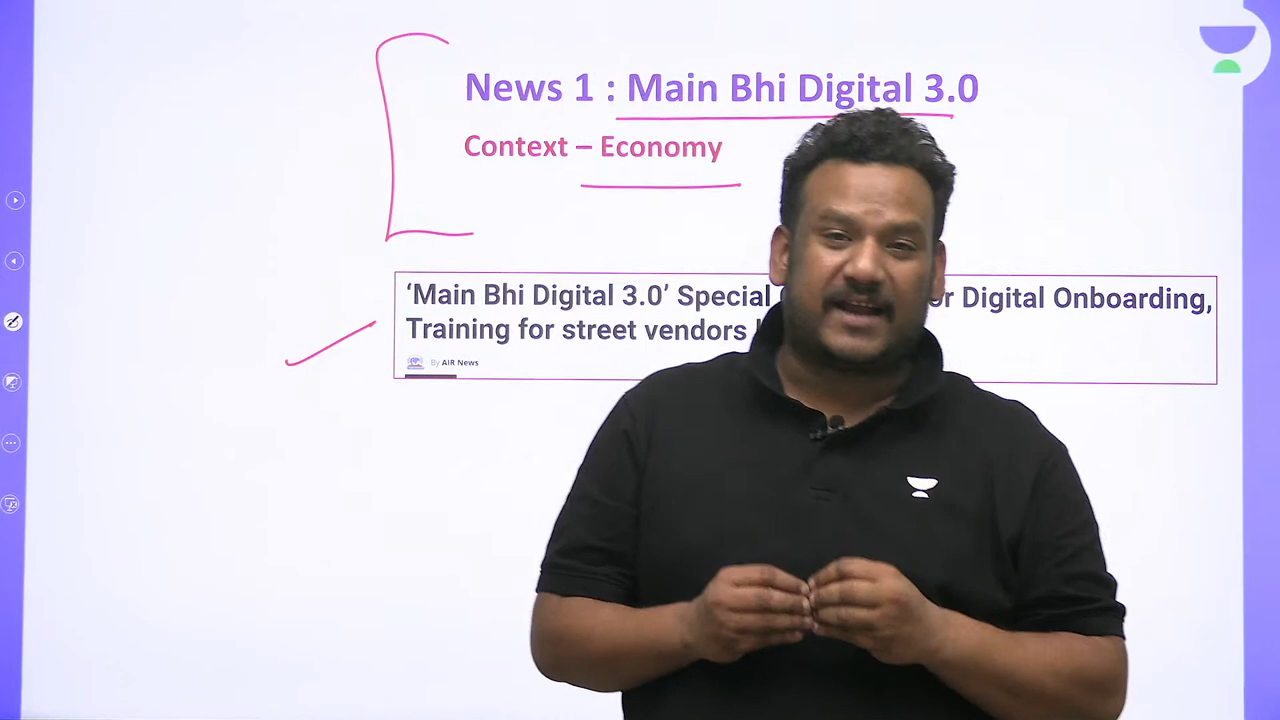 News 1 : Main Bhi Digital 3.0
Context – Economy
‘Main Bhi Digital 3.0’ Special Digital Onboarding,
Training for street vendors
By AIR News